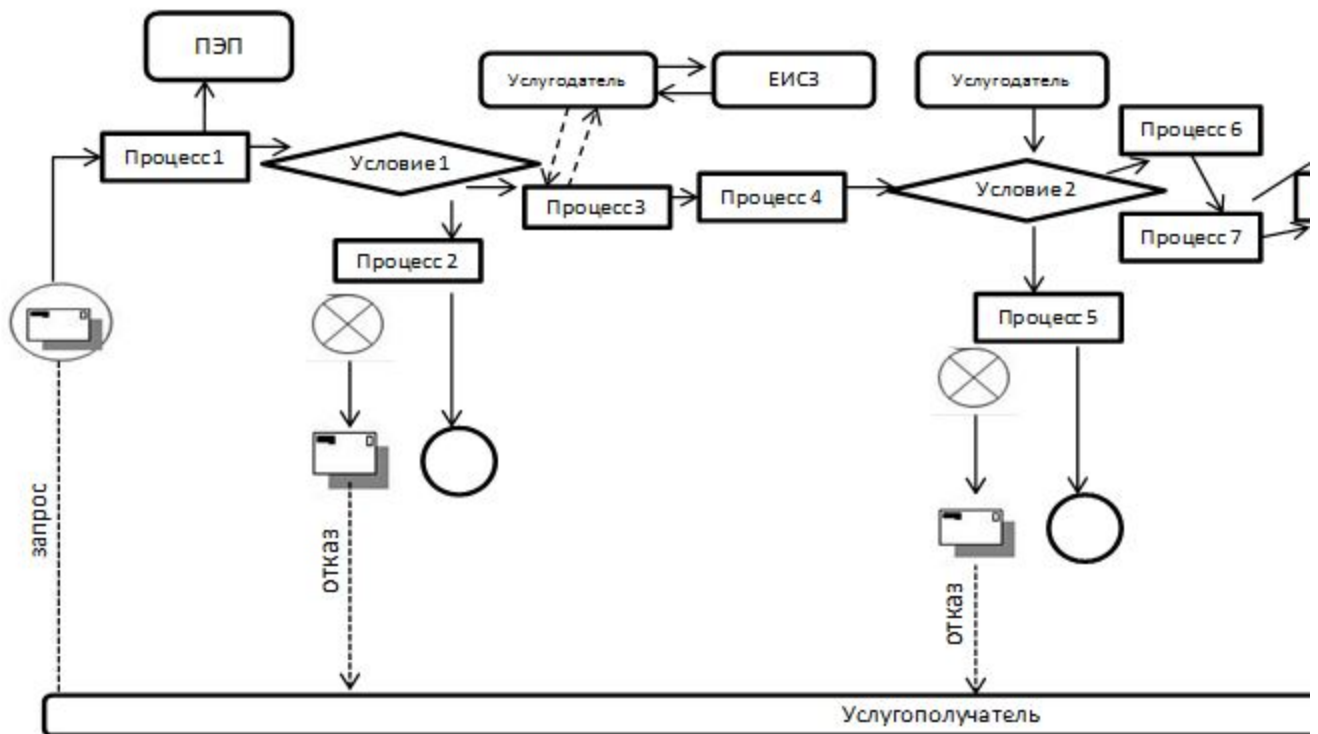 ПЭП
Услугодатель
ЕИСЗ
Услугодатель
Процесс 1
Условие 1
Процесс 3
Процесс 4
Условие 2
Процесс 6
Процесс 7
Процесс 2
Процесс 5
запрос
отказ
отказ
Услугополучатель